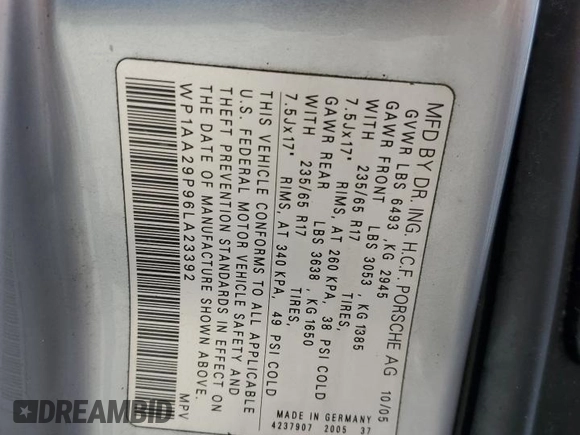 MFD BY DR. ING. H.C.F. PORSCHE AG 10/05
GVWR LBS 6493 , KG 2945
GAWR FRONT LBS 3053 , KG 1385
WITH 235/65 R17 TIRES,
7.5Jx17" RIMS, AT 260 KPA, 38 PSI COLD
GAWR REAR LBS 3638 , KG 1650
WITH 235/65 R17 TIRES,
7.5Jx17" RIMS, AT 340 KPA, 49 PSI COLD
THIS VEHICLE CONFORMS TO ALL APPLICABLE
U.S. FEDERAL MOTOR VEHICLE SAFETY AND
THEFT PREVENTION STANDARDS IN EFFECT ON
THE DATE OF MANUFACTURE SHOWN ABOVE.
WP1AA29P96LA23392
MPV
MADE IN GERMANY
4237907 2005 37
DREAMBID